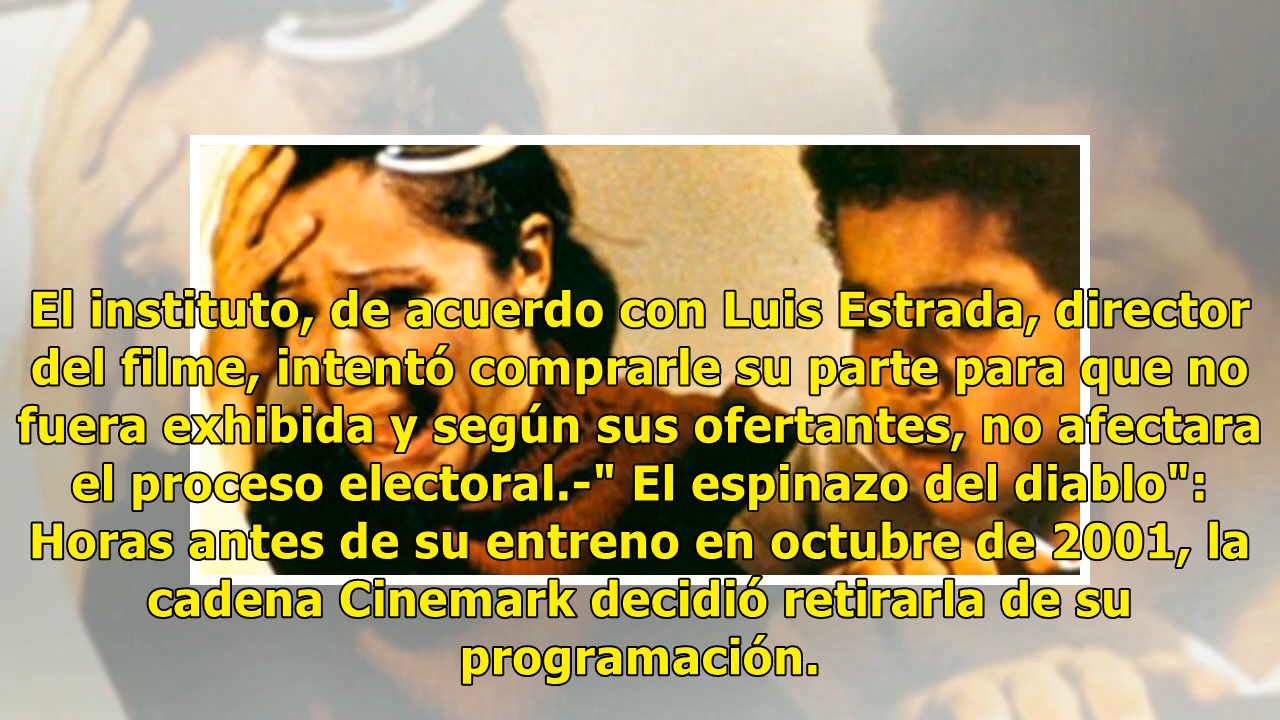 El instituto, de acuerdo con Luis Estrada, director
del filme, intentó comprarle su parte para que no
fuera exhibida y según sus ofertantes, no afectara
el proceso electoral.-" El espinazo del diablo":
Horas antes de su entreno en octubre de 2001, la
cadena Cinemark decidió retirarla de su
programación.